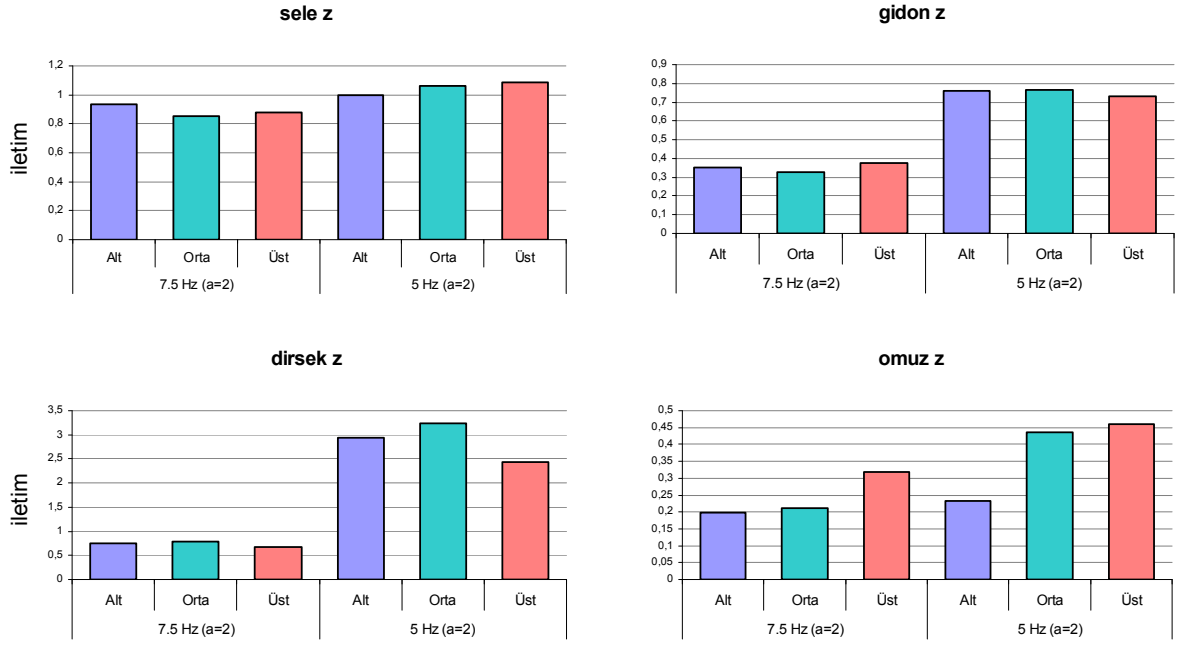 sele z
iletim
1,2
1
0,8
0,6
0,4
0,2
0
Alt Orta Üst Alt Orta Üst
7.5 Hz (a=2) 5 Hz (a=2)
gidon z
0,9
0,8
0,7
0,6
0,5
0,4
0,3
0,2
0,1
0
Alt Orta Üst Alt Orta Üst
7.5 Hz (a=2) 5 Hz (a=2)
dirsek z
iletim
3,5
3
2,5
2
1,5
1
0,5
0
Alt Orta Üst Alt Orta Üst
7.5 Hz (a=2) 5 Hz (a=2)
omuz z
0,5
0,45
0,4
0,35
0,3
0,25
0,2
0,15
0,1
0,05
0
Alt Orta Üst Alt Orta Üst
7.5 Hz (a=2) 5 Hz (a=2)